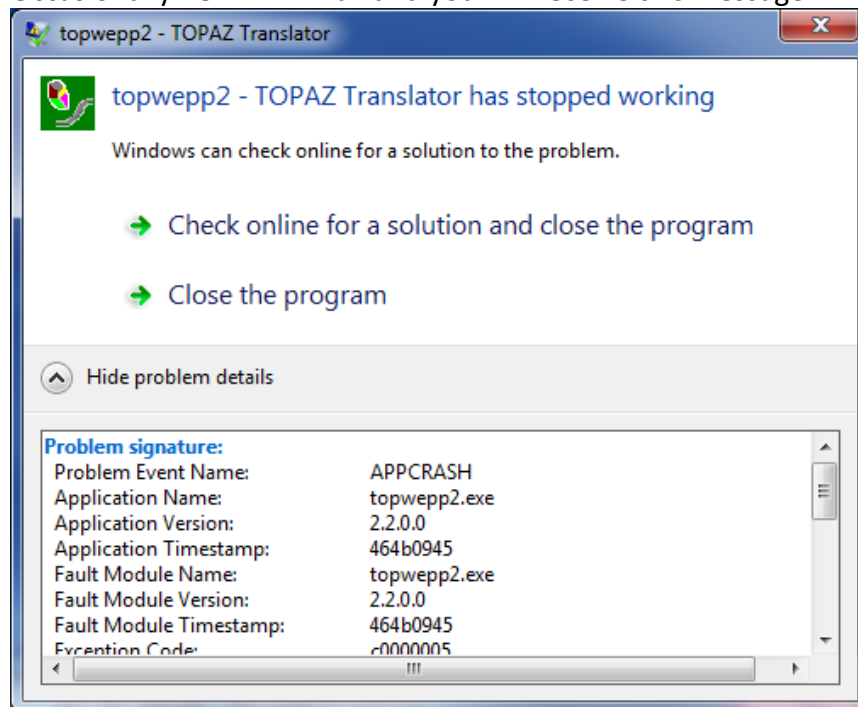 topwepp2 - TOPAZ Translator
topwepp2 - TOPAZ Translator has stopped working
Windows can check online for a solution to the problem.
Check online for a solution and close the program
Close the program
Hide problem details
Problem signature:
Problem Event Name: APPCRASH
Application Name: topwepp2.exe
Application Version: 2.2.0.0
Application Timestamp: 464b0945
Fault Module Name: topwepp2.exe
Fault Module Version: 2.2.0.0
Fault Module Timestamp: 464b0945
Exception Code: c0000005